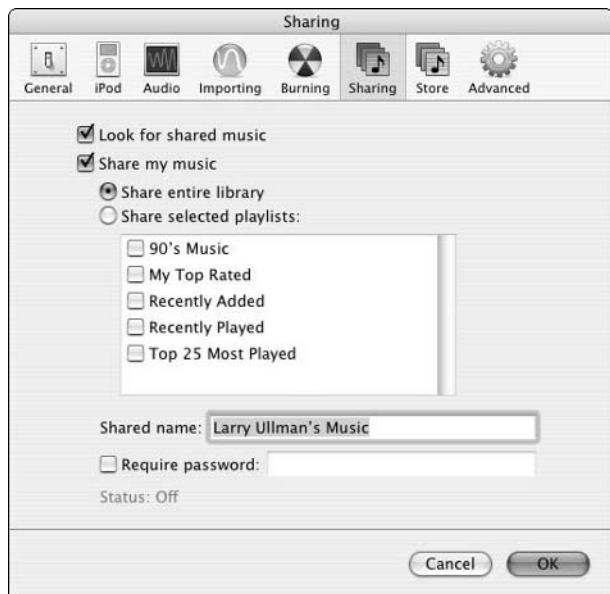 Sharing
General iPod Audio Importing Burning Sharing Store Advanced
Look for shared music
Share my music
Share entire library
Share selected playlists:
90's Music
My Top Rated
Recently Added
Recently Played
Top 25 Most Played
Shared name: Larry Ullman's Music
Require password:
Status: Off
Cancel OK